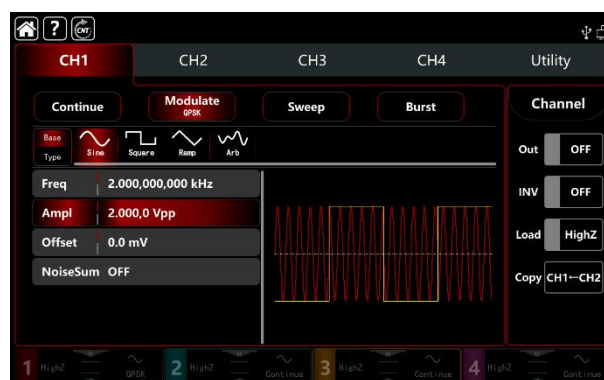 ? CNT
CH1 CH2 CH3 CH4 Utility
Continue Modulate Sweep Burst Channel
QPSK
Base
Type Sine Square Ramp Arb
Out OFF
Freq 2.000,000,000 kHz
INV OFF
Ampl 2.000,0 Vpp
Load HighZ
Offset 0.0 mV
NoiseSum OFF
Copy CH1←CH2
1 HighZ QPSK 2 HighZ Continue 3 HighZ Continue 4 HighZ Continue